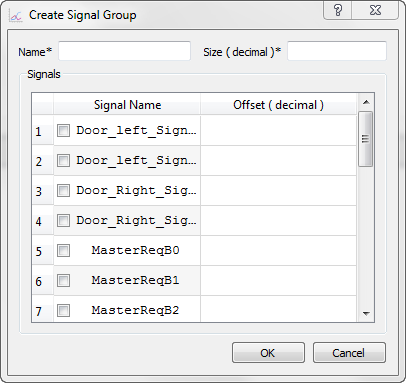 Create Signal Group
Name* Size ( decimal )*
Signals
Signal Name Offset ( decimal )
1 Door_left_Sign...
2 Door_left_Sign...
3 Door_Right_Sig...
4 Door_Right_Sig...
5 MasterReqB0
6 MasterReqB1
7 MasterReqB2
OK Cancel